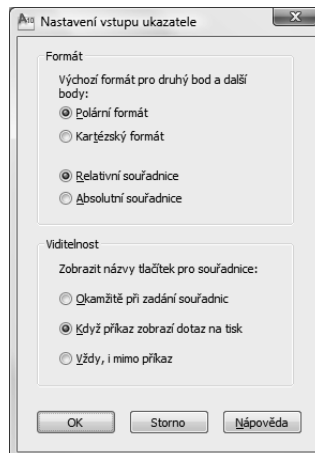 Nastavení vstupu ukazatele
Formát
Výchozí formát pro druhý bod a další
body:
Polární formát
Kartézský formát
Relativní souřadnice
Absolutní souřadnice
Viditelnost
Zobrazit názvy tlačítek pro souřadnice:
Okamžitě při zadání souřadnic
Když příkaz zobrazí dotaz na tisk
Vždy, i mimo příkaz
OK
Storno
Nápověda